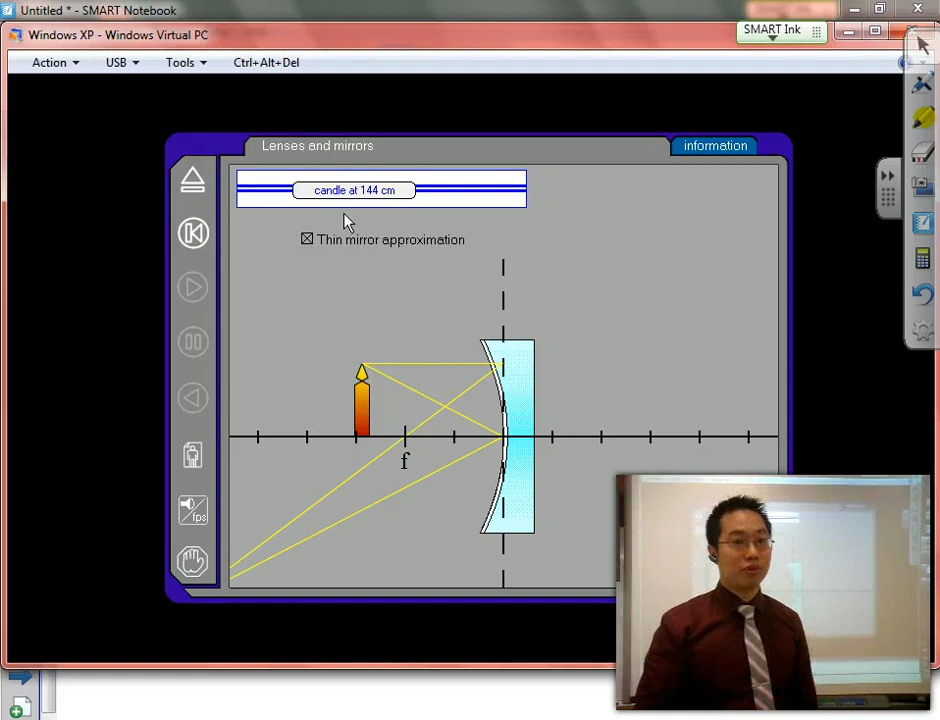 Untitled * - SMART Notebook
Windows XP - Windows Virtual PC
SMART Ink
Action
USB
Tools
Ctrl+Alt+Del
Lenses and mirrors
information
candle at 144 cm
Thin mirror approximation
f
fps